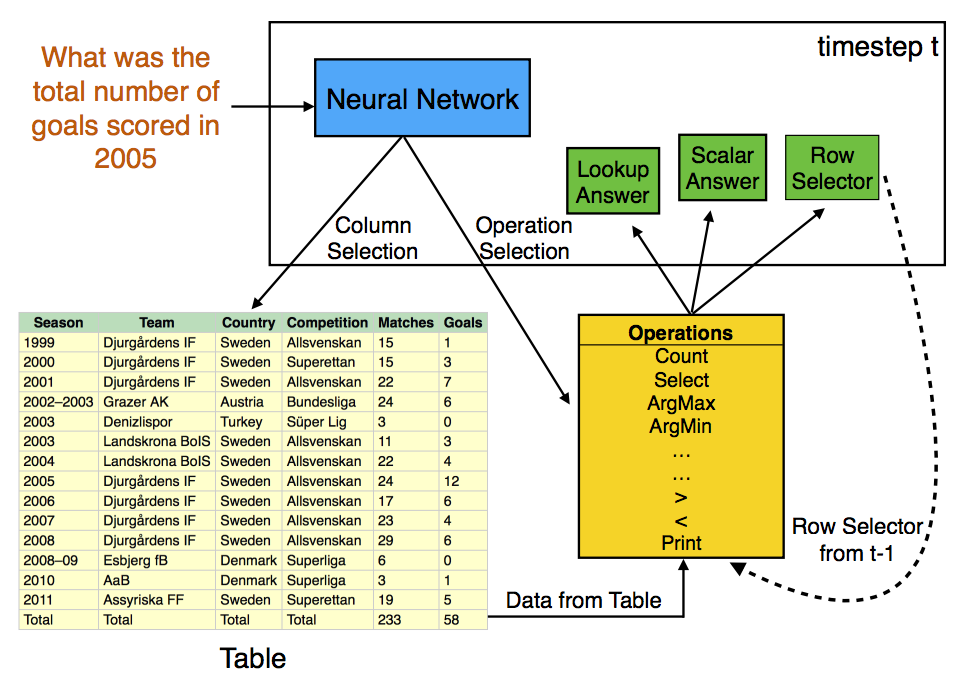 What was the
total number of
goals scored in
2005
timestep t
Neural Network
Lookup
Answer
Scalar
Answer
Row
Selector
Column
Selection
Operation
Selection
Season Team Country Competition Matches Goals
1999 Djurgårdens IF Sweden Allsvenskan 15 1
2000 Djurgårdens IF Sweden Superettan 15 3
2001 Djurgårdens IF Sweden Allsvenskan 22 7
2002–2003 Grazer AK Austria Bundesliga 24 6
2003 Denizlispor Turkey Süper Lig 3 0
2003 Landskrona BoIS Sweden Allsvenskan 11 3
2004 Landskrona BoIS Sweden Allsvenskan 22 4
2005 Djurgårdens IF Sweden Allsvenskan 24 12
2006 Djurgårdens IF Sweden Allsvenskan 17 6
2007 Djurgårdens IF Sweden Allsvenskan 23 4
2008 Djurgårdens IF Sweden Allsvenskan 29 6
2008–09 Esbjerg fB Denmark Superliga 6 0
2010 AaB Denmark Superliga 3 1
2011 Assyriska FF Sweden Superettan 19 5
Total Total Total Total 233 58
Table
Operations
Count
Select
ArgMax
ArgMin
...
...
>
<
Print
Row Selector
from t-1
Data from Table